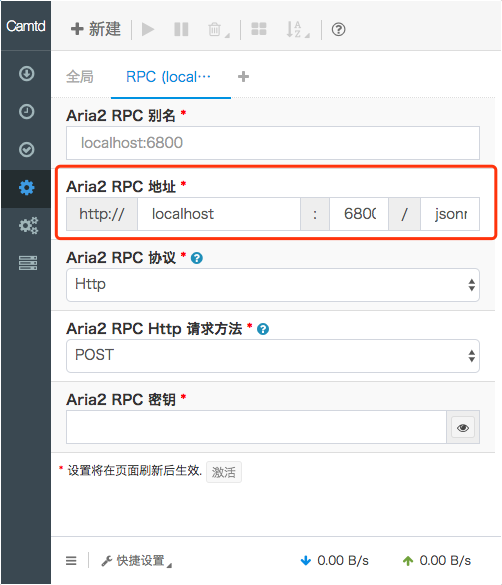 Camtd
新建
全局
RPC (local···
Aria2 RPC 别名 *
localhost:6800
Aria2 RPC 地址 *
http:// localhost : 6800 / jsonr
Aria2 RPC 协议 *
Http
Aria2 RPC Http 请求方法 *
POST
Aria2 RPC 密钥 *
* 设置将在页面刷新后生效. 激活
快捷设置 0.00 B/s 0.00 B/s